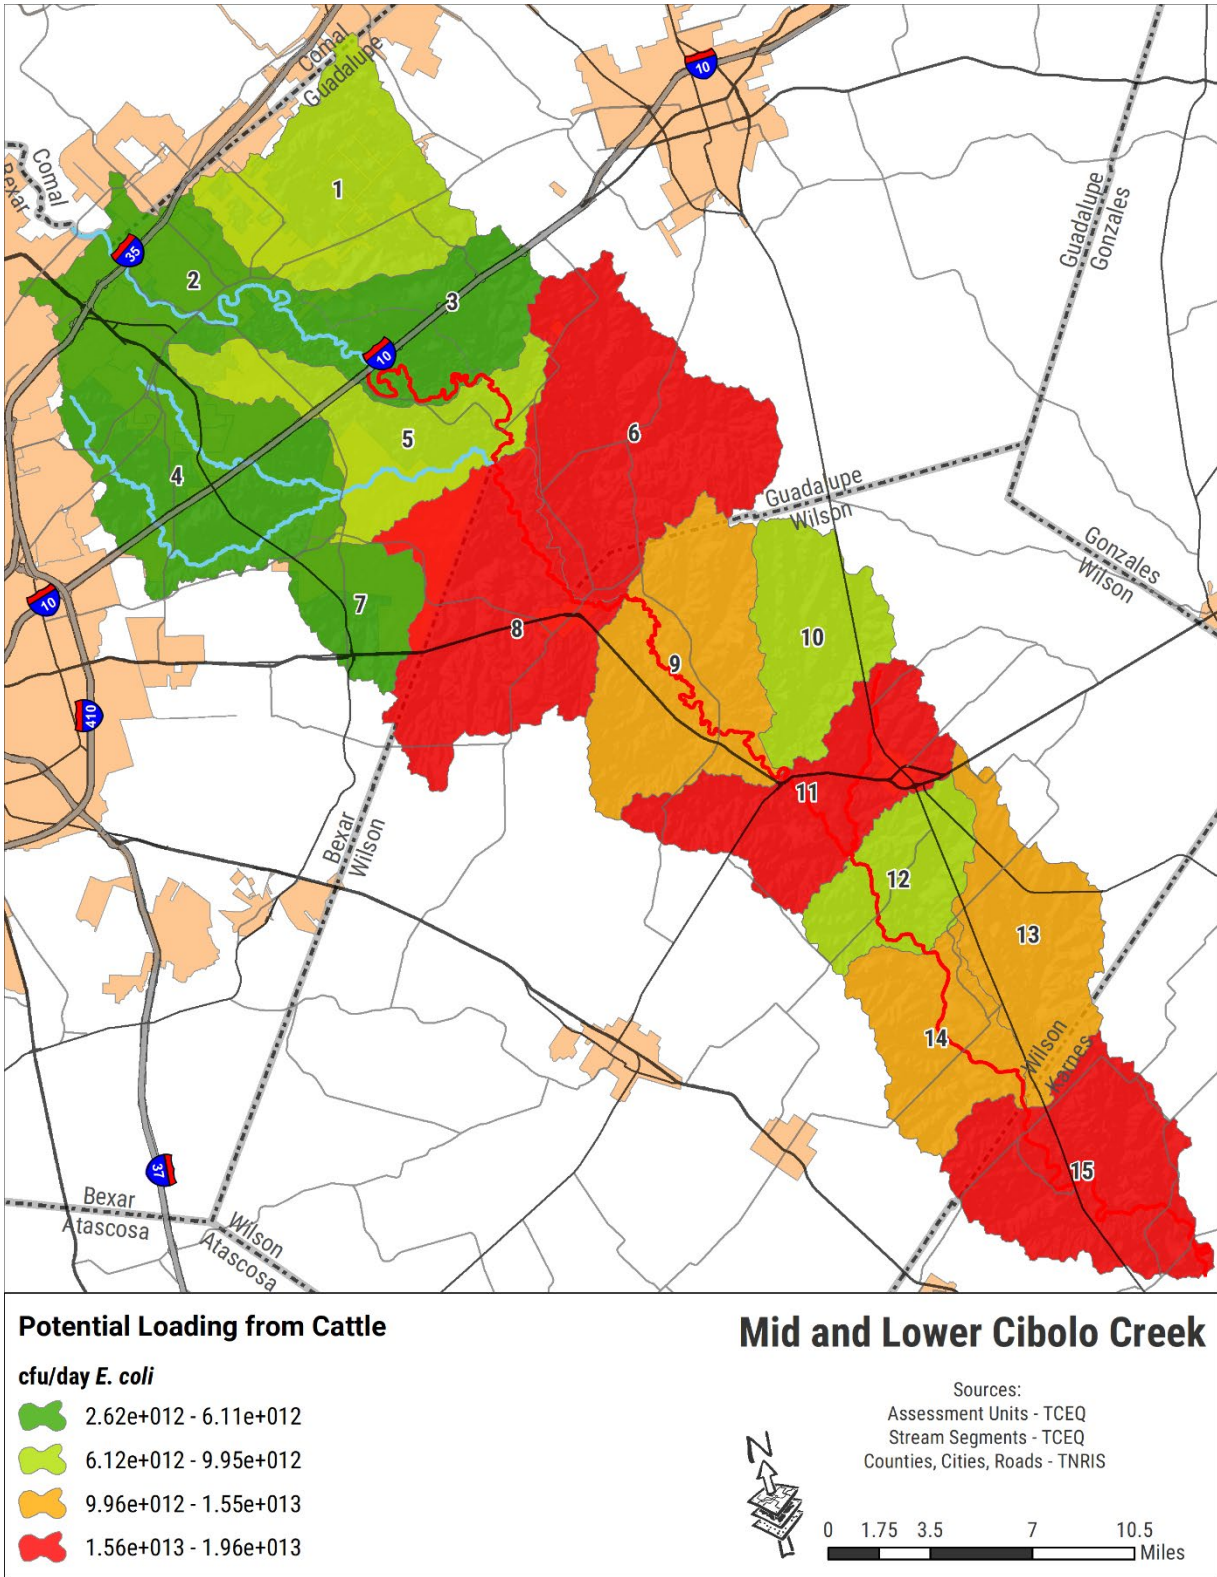 Comal
Guadalupe
10
Comal
Bexar
1
35
2
3
10
Guadalupe
Gonzales
6
5
4
Guadalupe
Wilson
Gonzales
Wilson
10
7
8
10
9
410
11
Bexar
Wilson
12
13
14
Wilson
Karnes
37
15
Bexar
Atascosa
Wilson
Atascosa
Potential Loading from Cattle
cfu/day E. coli
2.62e+012 - 6.11e+012
6.12e+012 - 9.95e+012
9.96e+012 - 1.55e+013
1.56e+013 - 1.96e+013
Mid and Lower Cibolo Creek
Sources:
Assessment Units - TCEQ
Stream Segments - TCEQ
Counties, Cities, Roads - TNRIS
N
0 1.75 3.5 7 10.5
Miles